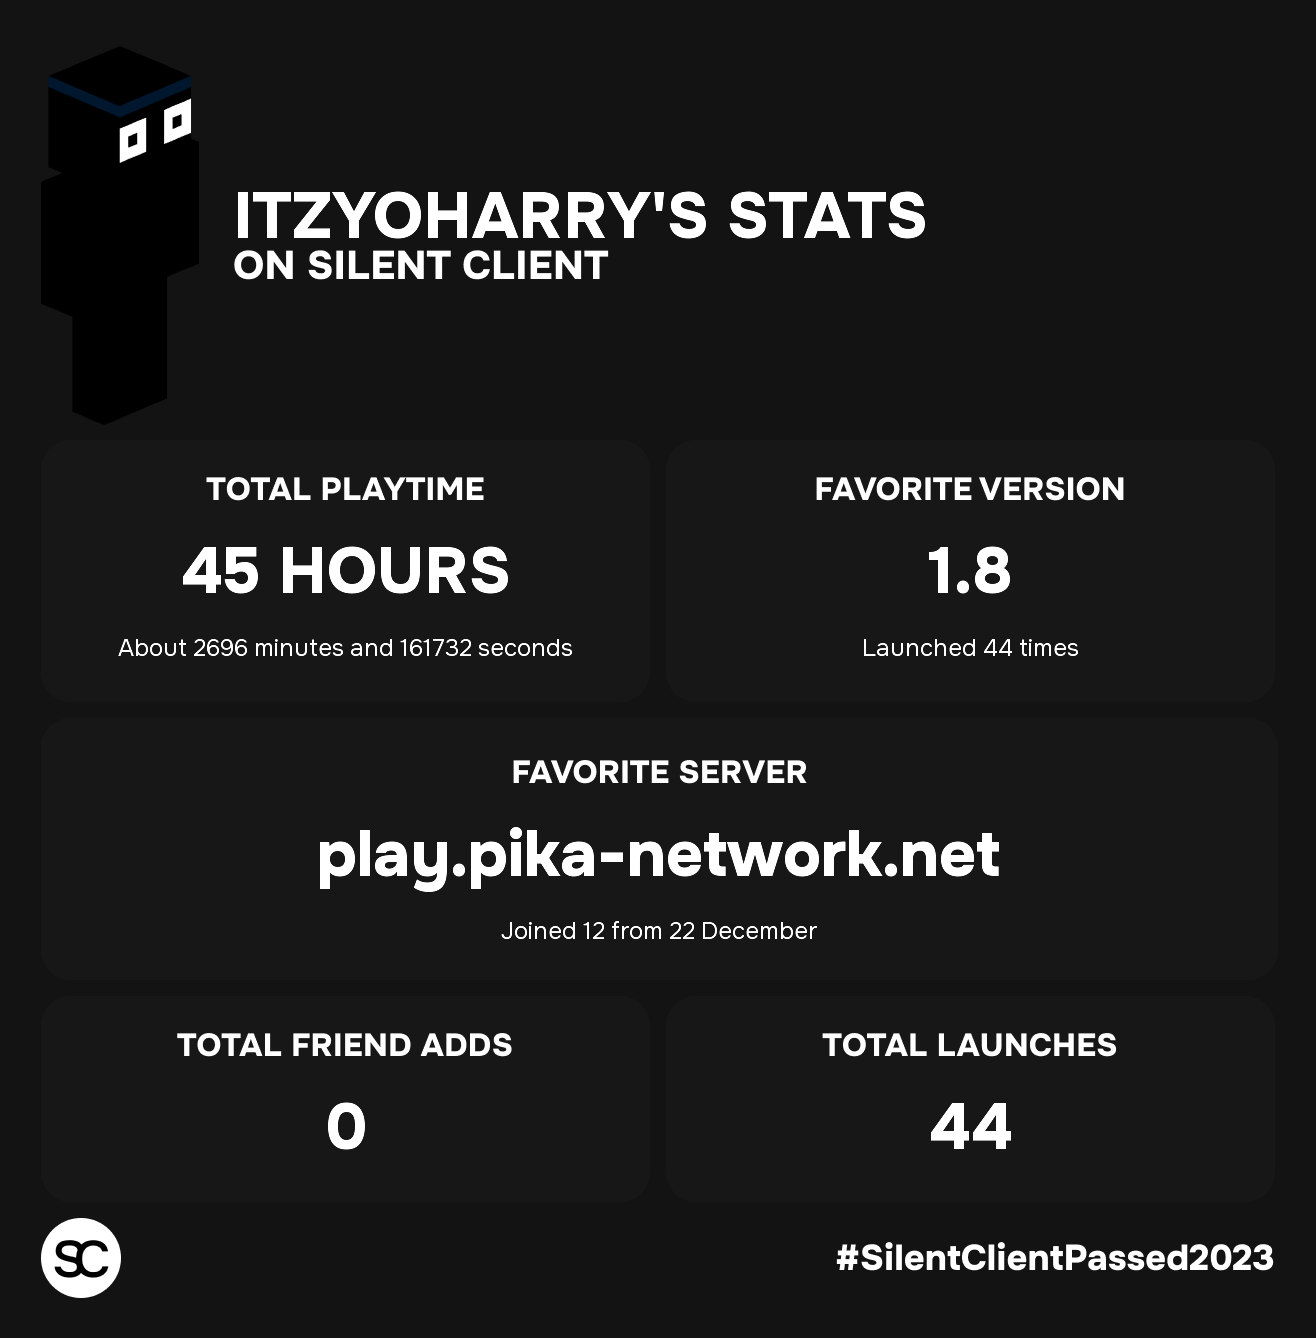 ITZYOHARRY'S STATS
ON SILENT CLIENT
TOTAL PLAYTIME
45 HOURS
About 2696 minutes and 161732 seconds
FAVORITE VERSION
1.8
Launched 44 times
FAVORITE SERVER
play.pika-network.net
Joined 12 from 22 December
TOTAL FRIEND ADDS
0
TOTAL LAUNCHES
44
SC
#SilentClientPassed2023